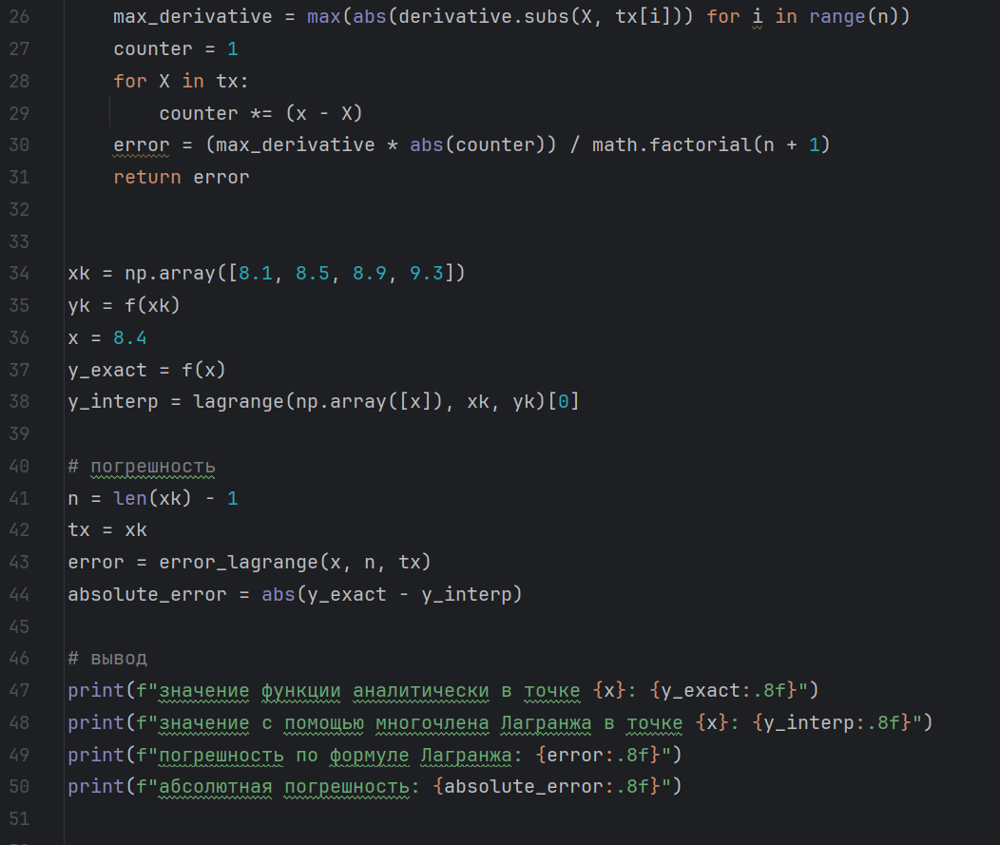 26 max_derivative = max(abs(derivative.subs(X, tx[i])) for i in range(n))
27 counter = 1
28 for X in tx:
29 counter *= (x - X)
30 error = (max_derivative * abs(counter)) / math.factorial(n + 1)
31 return error
32
33
34 xk = np.array([8.1, 8.5, 8.9, 9.3])
35 yk = f(xk)
36 x = 8.4
37 y_exact = f(x)
38 y_interp = lagrange(np.array([x]), xk, yk)[0]
39
40 # погрешность
41 n = len(xk) - 1
42 tx = xk
43 error = error_lagrange(x, n, tx)
44 absolute_error = abs(y_exact - y_interp)
45
46 # вывод
47 print(f"значение функции аналитически в точке {x}: {y_exact:.8f}")
48 print(f"значение с помощью многочлена Лагранжа в точке {x}: {y_interp:.8f}")
49 print(f"погрешность по формуле Лагранжа: {error:.8f}")
50 print(f"абсолютная погрешность: {absolute_error:.8f}")
51